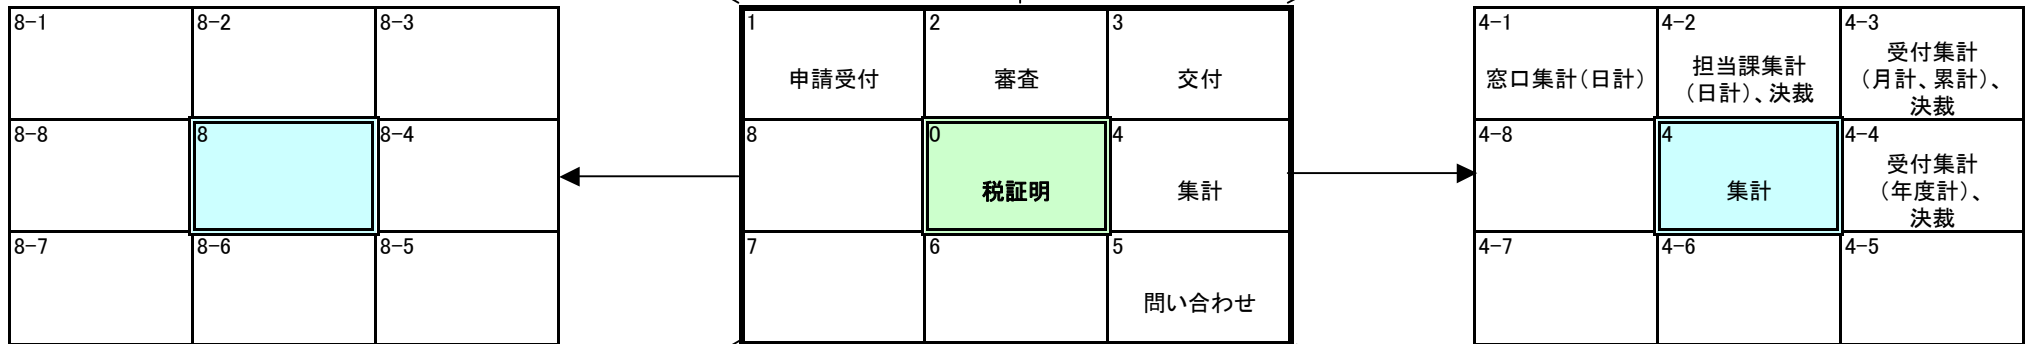 8-1
8-2
8-3
8-8
8
8-4
8-7
8-6
8-5
1
申請受付
2
審査
3
交付
8
0
税証明
4
集計
7
6
5
問い合わせ
4-1
窓口集計（日計）
4-2
担当課集計
（日計）、決裁
4-3
受付集計
（月計、累計）、
決裁
4-8
4
集計
4-4
受付集計
（年度計）、
決裁
4-7
4-6
4-5